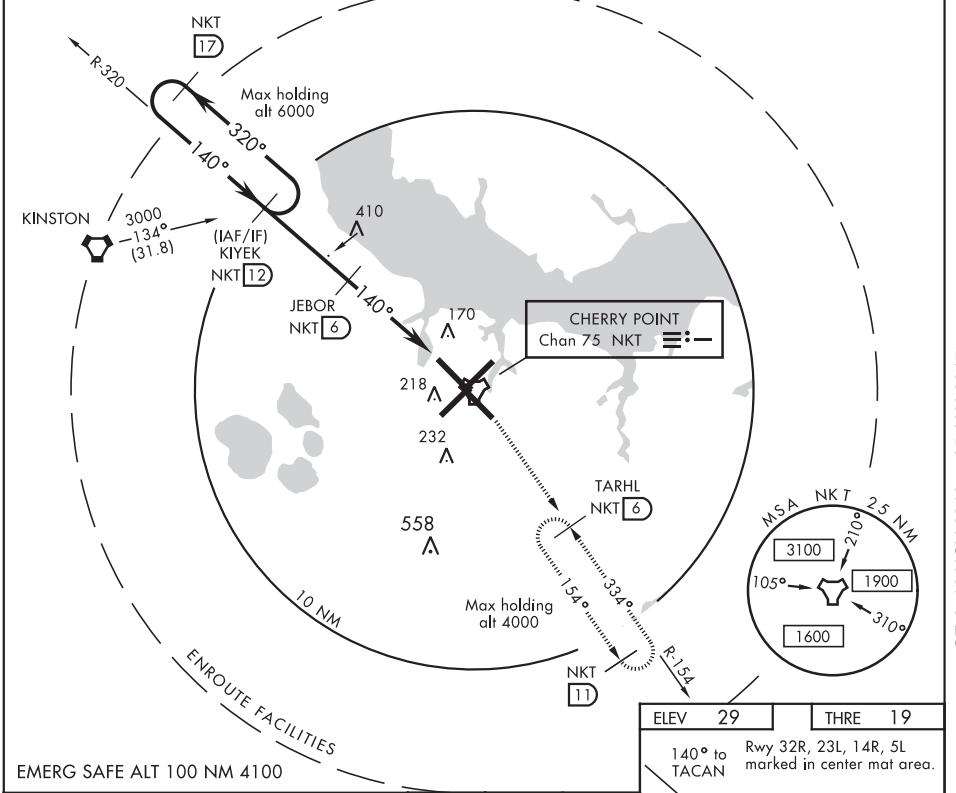 NKT
17
R-320
Max holding
alt 6000
320°
140°
KINSTON
3000
134°
(31.8)
(IAF/IF)
KIYEK
NKT 12
410
JEBOR
NKT 6
140°
170
CHERRY POINT
Chan 75 NKT
218
232
558
TARHL
NKT 6
Max holding
alt 4000
154°
334°
NKT
11
R-154
10 NM
ENROUTE FACILITIES
MSA NKT 25 NM
3100
210°
105°
1900
310°
1600
ELEV 29
THRE 19
140° to
TACAN
Rwy 32R, 23L, 14R, 5L
marked in center mat area.
EMERG SAFE ALT 100 NM 4100